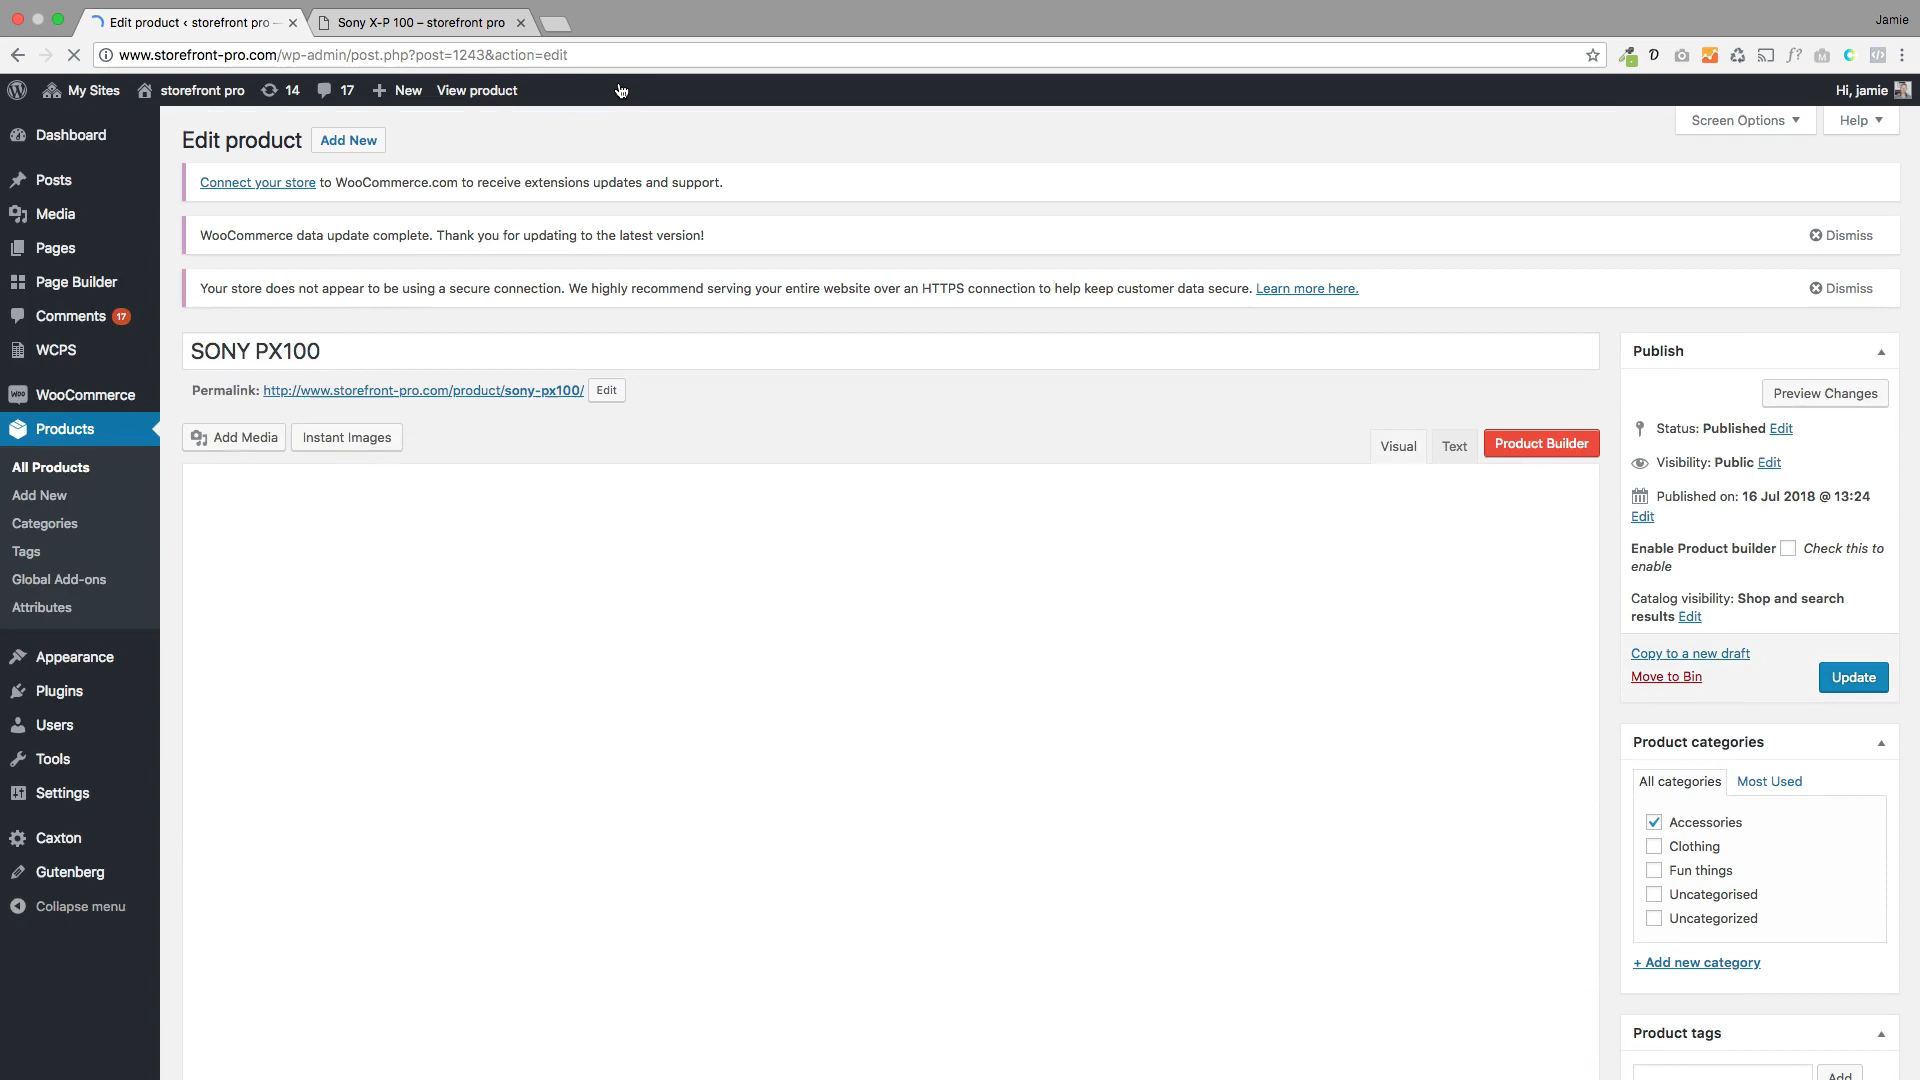 Edit product ‹ storefront pro —
Sony X-P 100 – storefront pro
Jamie
www.storefront-pro.com/wp-admin/post.php?post=1243&action=edit
My Sites
storefront pro
14
17
New
View product
Hi, jamie
Screen Options
Help
Dashboard
Posts
Media
Pages
Page Builder
Comments 17
WCPS
WooCommerce
Products
All Products
Add New
Categories
Tags
Global Add-ons
Attributes
Appearance
Plugins
Users
Tools
Settings
Caxton
Gutenberg
Collapse menu
Edit product
Add New
Connect your store to WooCommerce.com to receive extensions updates and support.
WooCommerce data update complete. Thank you for updating to the latest version!
Dismiss
Your store does not appear to be using a secure connection. We highly recommend serving your entire website over an HTTPS connection to help keep customer data secure. Learn more here.
Dismiss
SONY PX100
Permalink: http://www.storefront-pro.com/product/sony-px100/ Edit
Add Media
Instant Images
Visual
Text
Product Builder
Publish
Preview Changes
Status: Published Edit
Visibility: Public Edit
Published on: 16 Jul 2018 @ 13:24
Edit
Enable Product builder Check this to
enable
Catalog visibility: Shop and search
results Edit
Copy to a new draft
Move to Bin
Update
Product categories
All categories
Most Used
Accessories
Clothing
Fun things
Uncategorised
Uncategorized
+ Add new category
Product tags
Add